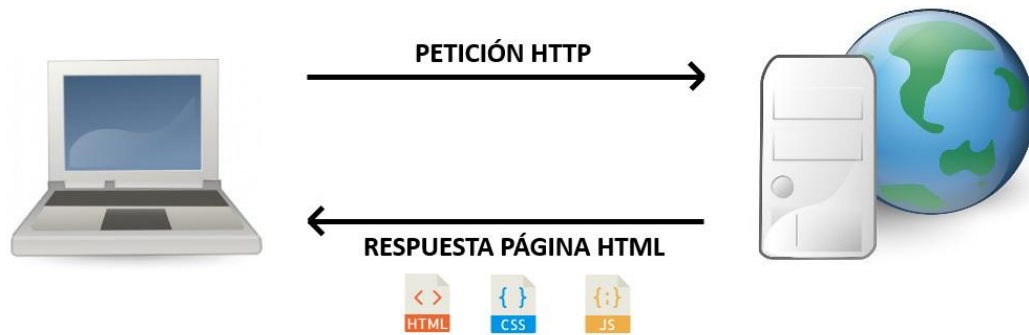 PETICIÓN HTTP
RESPUESTA PÁGINA HTML
< >
{ }
{;}
HTML
CSS
JS